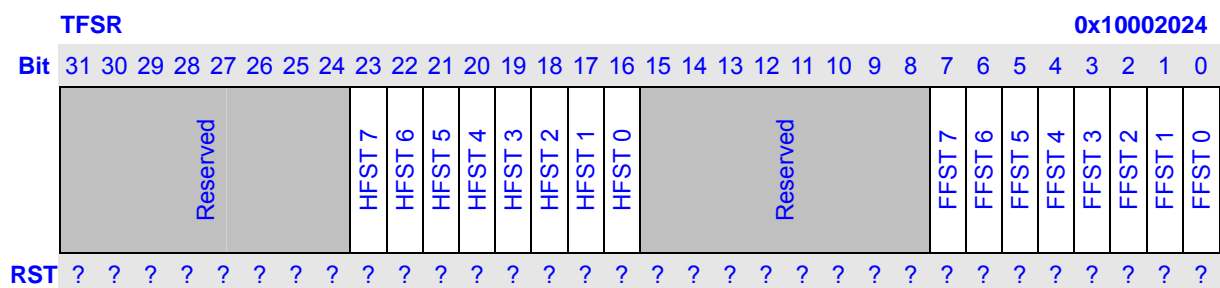 TFSR 0x10002024
Bit 31 30 29 28 27 26 25 24 23 22 21 20 19 18 17 16 15 14 13 12 11 10 9 8 7 6 5 4 3 2 1 0
Reserved HFST 7 HFST 6 HFST 5 HFST 4 HFST 3 HFST 2 HFST 1 HFST 0 Reserved FFST 7 FFST 6 FFST 5 FFST 4 FFST 3 FFST 2 FFST 1 FFST 0
RST ? ? ? ? ? ? ? ? ? ? ? ? ? ? ? ? ? ? ? ? ? ? ? ? ? ? ? ? ? ? ? ?